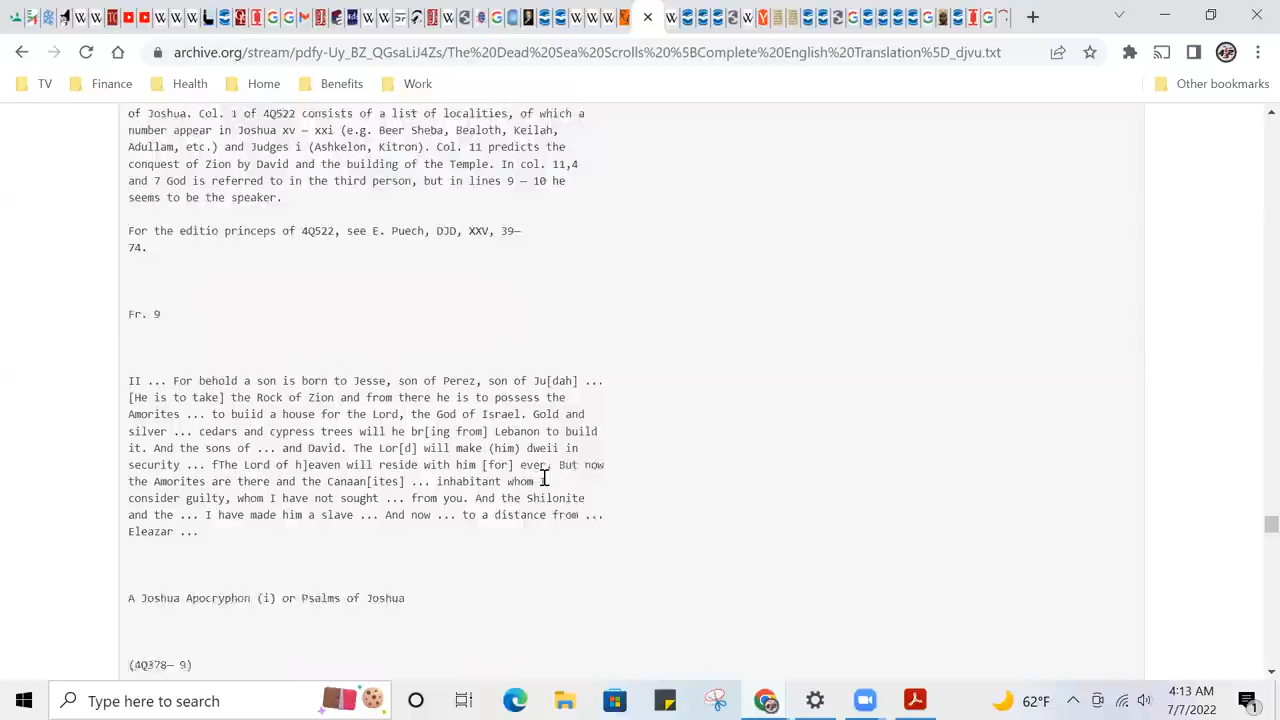 archive.org/stream/pdfy-Uy_BZ_QGsaLiJ4Zs/The%20Dead%20Sea%20Scrolls%20%5BComplete%20English%20Translation%5D_djvu.txt
TV Finance Health Home Benefits Work Other bookmarks
of Joshua. Col. 1 of 4Q522 consists of a list of localities, of which a
number appear in Joshua xv — xxi (e.g. Beer Sheba, Bealoth, Keilah,
Adullam, etc.) and Judges i (Ashkelon, Kitron). Col. 11 predicts the
conquest of Zion by David and the building of the Temple. In col. 11,4
and 7 God is referred to in the third person, but in lines 9 — 10 he
seems to be the speaker.
For the editio princeps of 4Q522, see E. Puech, DJD, XXV, 39—
74.
Fr. 9
II ... For behold a son is born to Jesse, son of Perez, son of Ju[dah] ...
[He is to take] the Rock of Zion and from there he is to possess the
Amorites ... to buiid a house for the Lord, the God of Israel. Gold and
silver ... cedars and cypress trees will he br[ing from] Lebanon to build
it. And the sons of ... and David. The Lor[d] will make (him) dweii in
security ... fThe Lord of h]eaven will reside with him [for] ever. But now
the Amorites are there and the Canaan[ites] ... inhabitant whom I
consider guilty, whom I have not sought ... from you. And the Shilonite
and the ... I have made him a slave ... And now ... to a distance from ...
Eleazar ...
A Joshua Apocryphon (i) or Psalms of Joshua
(4Q378— 9)
Type here to search
62°F
4:13 AM
7/7/2022